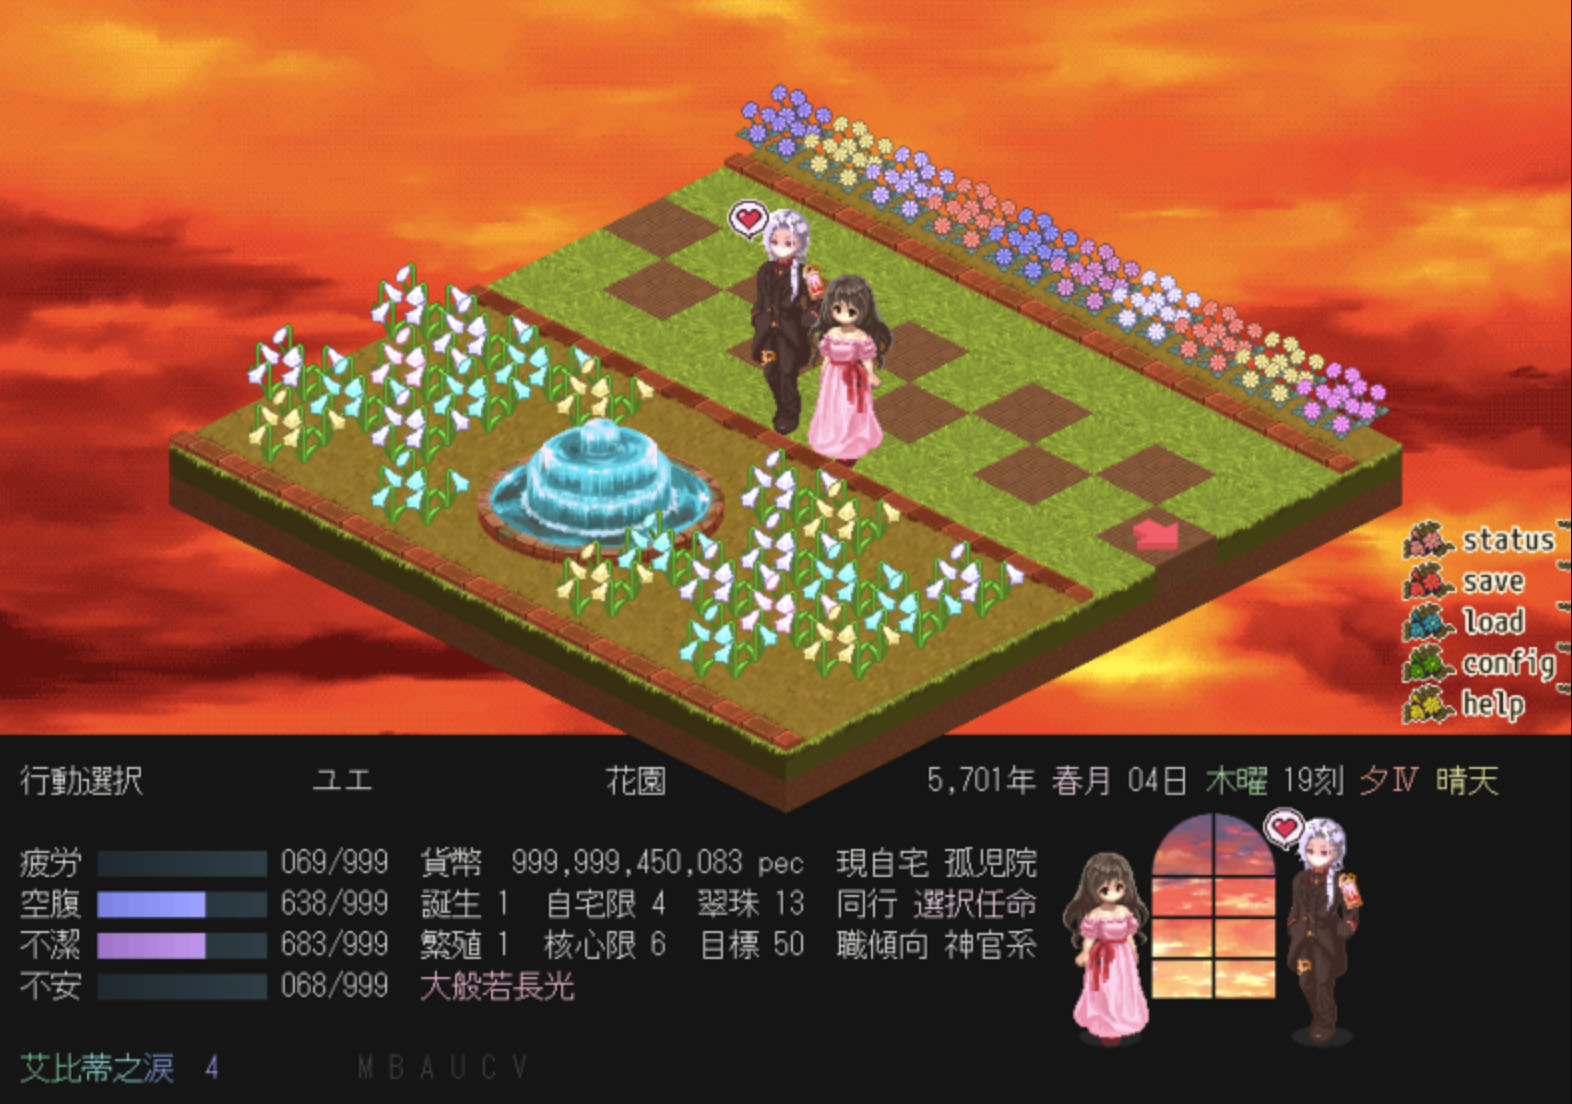 status
save
load
config
help
行動選択 ユエ 花園 5,701年 春月 04日 木曜 19刻 夕Ⅳ 晴天
疲労 069/999 貨幣 999,999,450,083 pec 現自宅 孤児院
空腹 638/999 誕生 1 自宅限 4 翠珠 13 同行 選択任命
不潔 683/999 繁殖 1 核心限 6 目標 50 職傾向 神官系
不安 068/999 大般若長光
艾比蒂之涙 4 M B A U C V